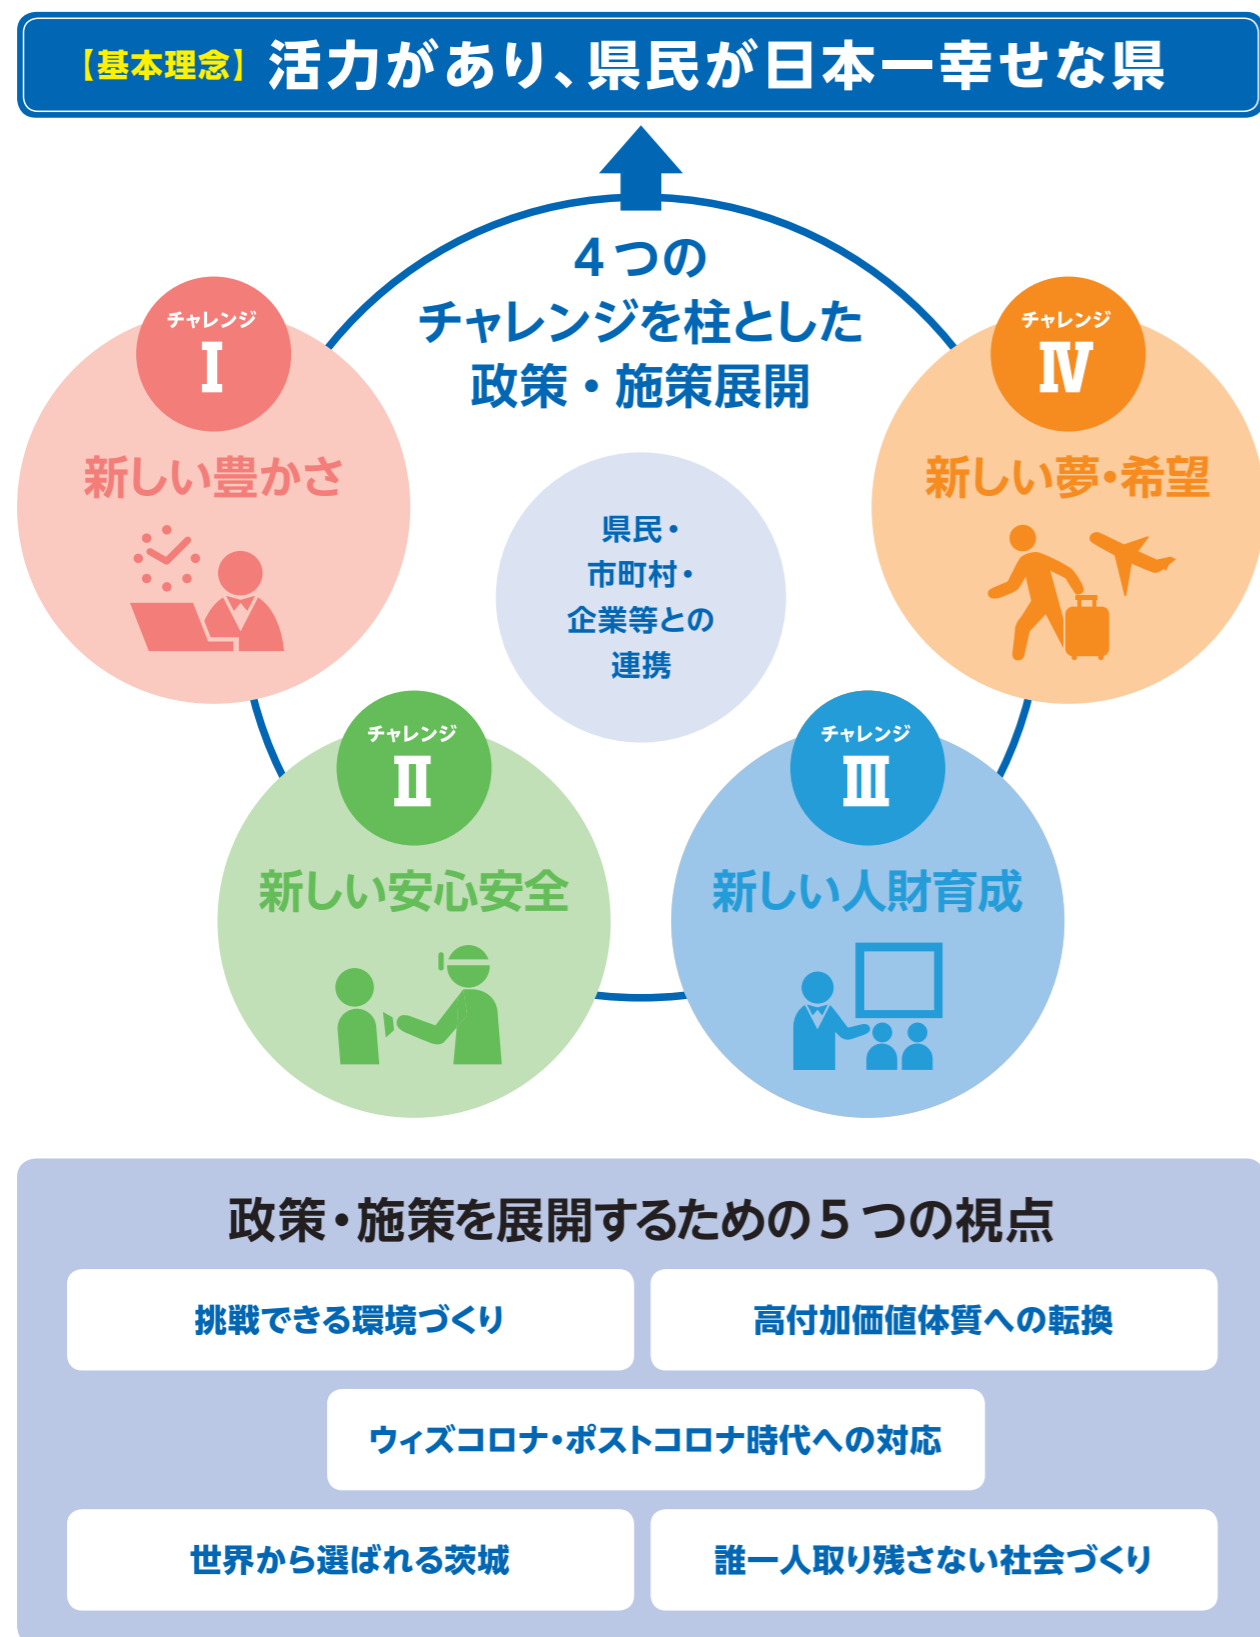 【基本理念】活力があり、県民が日本一幸せな県
４つの
チャレンジを柱とした
政策・施策展開
チャレンジ
Ⅰ
新しい豊かさ
チャレンジ
Ⅳ
新しい夢・希望
県民・
市町村・
企業等との
連携
チャレンジ
Ⅱ
新しい安心安全
チャレンジ
Ⅲ
新しい人財育成
政策・施策を展開するための５つの視点
挑戦できる環境づくり
高付加価値体質への転換
ウィズコロナ・ポストコロナ時代への対応
世界から選ばれる茨城
誰一人取り残さない社会づくり